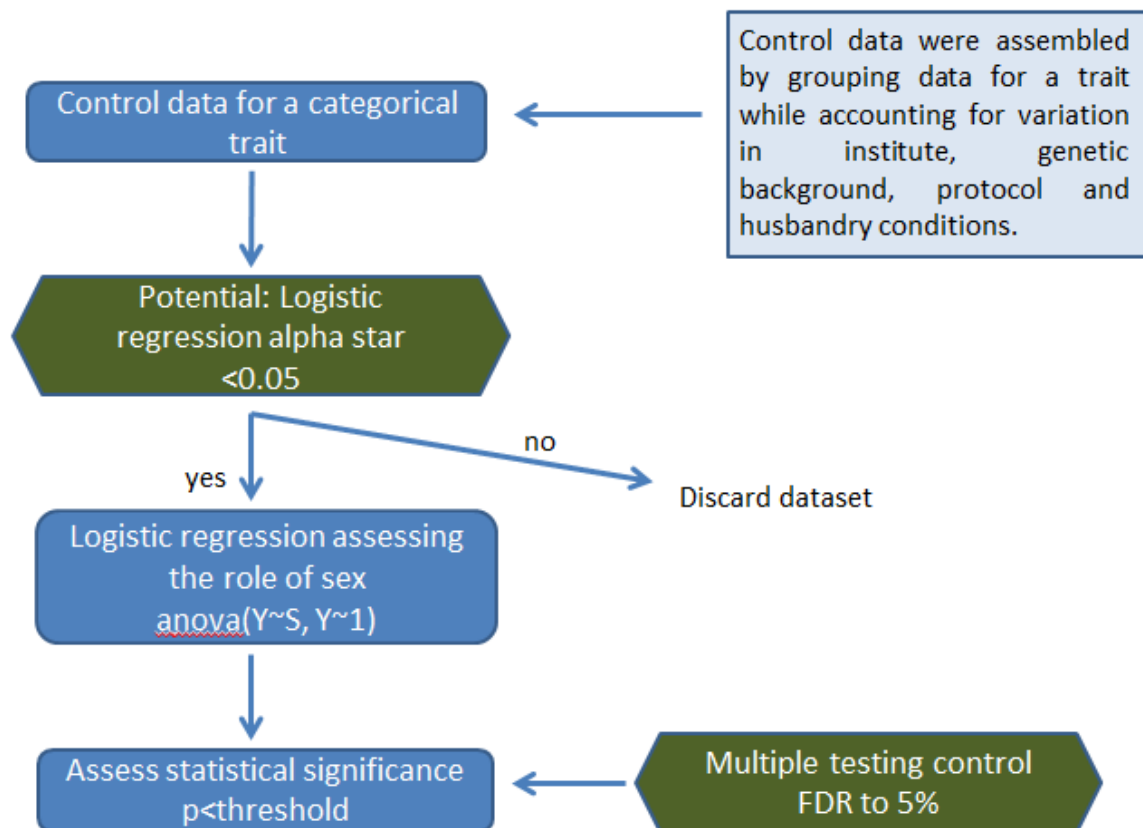 Control data for a categorical
trait
Control data were assembled
by grouping data for a trait
while accounting for variation
in institute, genetic
background, protocol and
husbandry conditions.
Potential: Logistic
regression alpha star
<0.05
yes
no
Discard dataset
Logistic regression assessing
the role of sex
anova(Y~S, Y~1)
Assess statistical significance
p<threshold
Multiple testing control
FDR to 5%